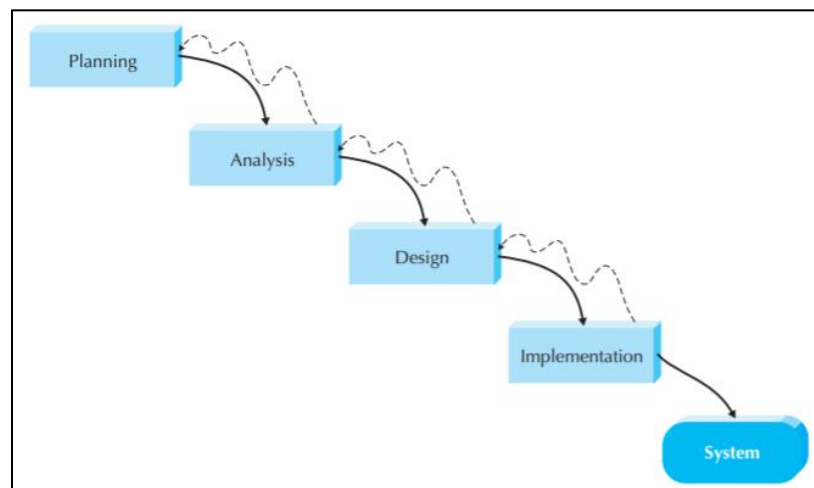 Planning
Analysis
Design
Implementation
System